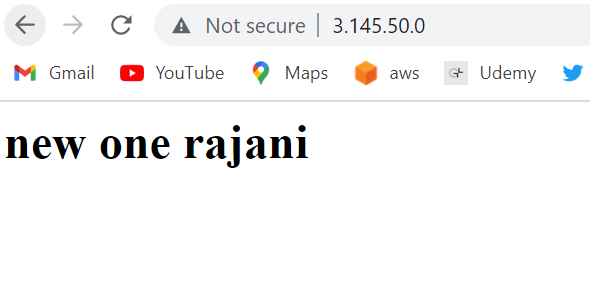 Not secure | 3.145.50.0
Gmail YouTube Maps aws Udemy
new one rajani